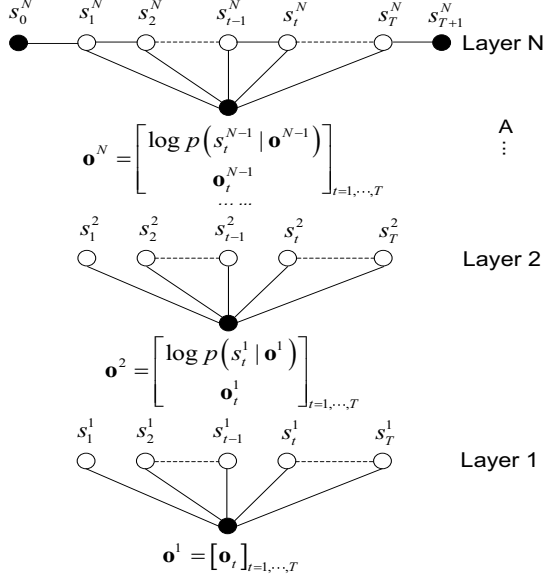 s_0^N s_1^N s_2^N s_{t-1}^N s_t^N s_T^N s_{T+1}^N
Layer N
A
⋮
o^N = [ log p(s_t^{N-1} | o^{N-1}) o_t^{N-1} ]_{t=1,⋯,T}
… …
s_1^2 s_2^2 s_{t-1}^2 s_t^2 s_T^2
Layer 2
o^2 = [ log p(s_t^1 | o^1) o_t^1 ]_{t=1,⋯,T}
s_1^1 s_2^1 s_{t-1}^1 s_t^1 s_T^1
Layer 1
o^1 = [o_t]_{t=1,⋯,T}